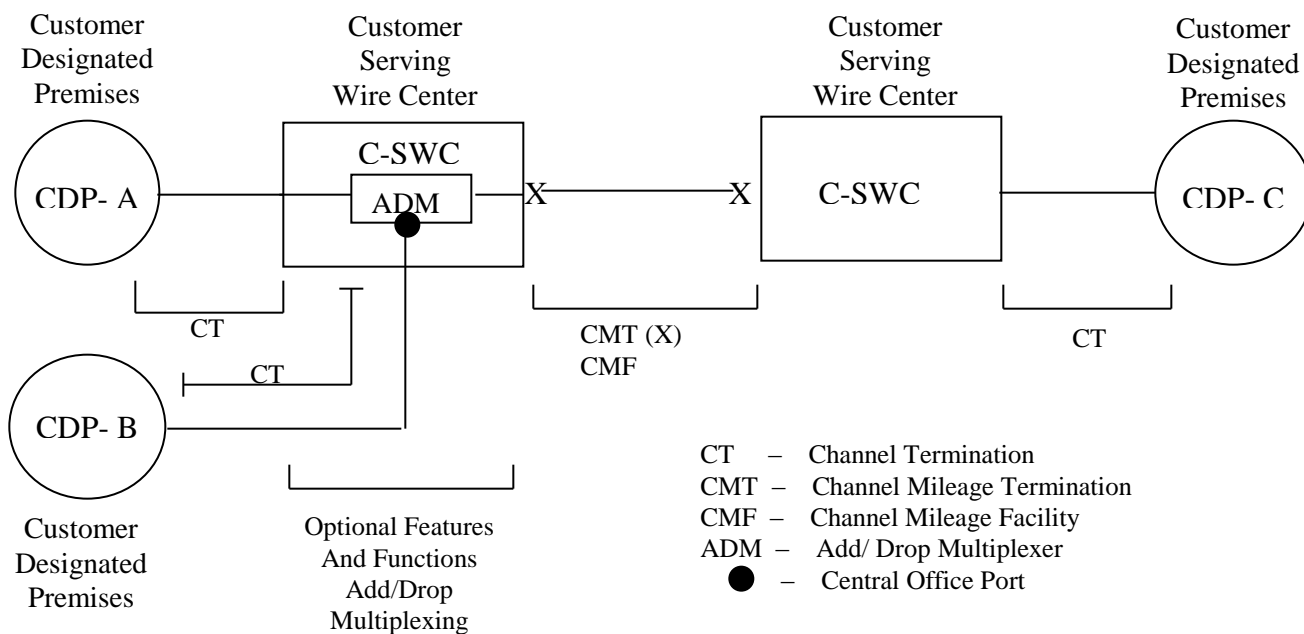 Customer
Designated
Premises
Customer
Serving
Wire Center
Customer
Serving
Wire Center
Customer
Designated
Premises
CDP- A
C-SWC
ADM
X
X
C-SWC
CDP- C
CT
CMT (X)
CMF
CT
CT
CDP- B
Customer
Designated
Premises
Optional Features
And Functions
Add/Drop
Multiplexing
CT – Channel Termination
CMT – Channel Mileage Termination
CMF – Channel Mileage Facility
ADM – Add/ Drop Multiplexer
– Central Office Port